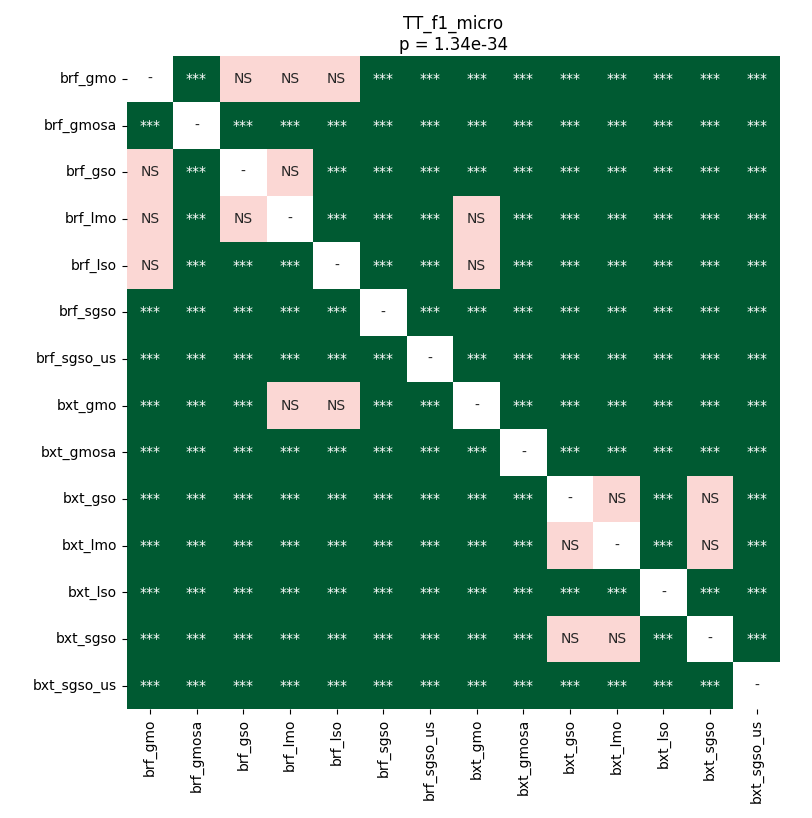 TT_f1_micro
p = 1.34e-34
brf_gmo - *** NS NS NS *** *** *** *** *** *** *** *** ***
brf_gmosa *** - *** *** *** *** *** *** *** *** *** *** *** ***
brf_gso NS *** - NS *** *** *** *** *** *** *** *** *** ***
brf_lmo NS *** NS - *** *** *** NS *** *** *** *** *** ***
brf_lso NS *** *** *** - *** *** NS *** *** *** *** *** ***
brf_sgso *** *** *** *** *** - *** *** *** *** *** *** *** ***
brf_sgso_us *** *** *** *** *** *** - *** *** *** *** *** *** ***
bxt_gmo *** *** *** NS NS *** *** - *** *** *** *** *** ***
bxt_gmosa *** *** *** *** *** *** *** *** - *** *** *** *** ***
bxt_gso *** *** *** *** *** *** *** *** *** - NS *** NS ***
bxt_lmo *** *** *** *** *** *** *** *** *** NS - *** NS ***
bxt_lso *** *** *** *** *** *** *** *** *** *** *** - *** ***
bxt_sgso *** *** *** *** *** *** *** *** *** NS NS *** - ***
bxt_sgso_us *** *** *** *** *** *** *** *** *** *** *** *** *** -
brf_gmo brf_gmosa brf_gso brf_lmo brf_lso brf_sgso brf_sgso_us bxt_gmo bxt_gmosa bxt_gso bxt_lmo bxt_lso bxt_sgso bxt_sgso_us